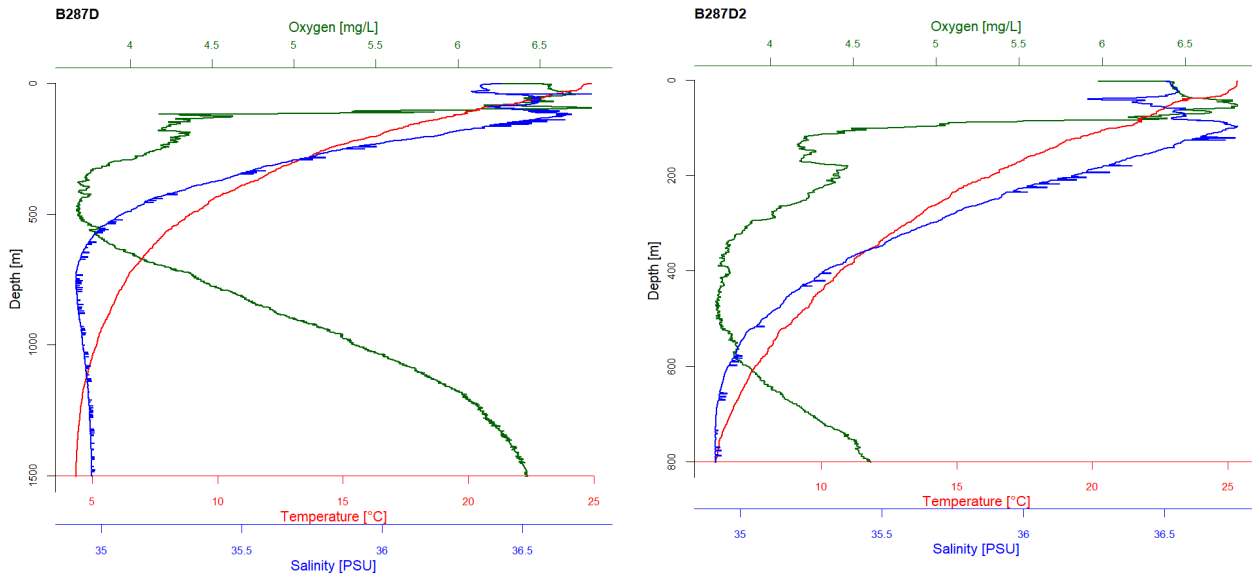 B287D
Oxygen [mg/L]
4 4.5 5 5.5 6 6.5
0
500
1000
1500
Depth [m]
5 10 15 20 25
Temperature [°C]
35 35.5 36 36.5
Salinity [PSU]
B287D2
Oxygen [mg/L]
4 4.5 5 5.5 6 6.5
0
200
400
600
800
Depth [m]
10 15 20 25
Temperature [°C]
35 35.5 36 36.5
Salinity [PSU]